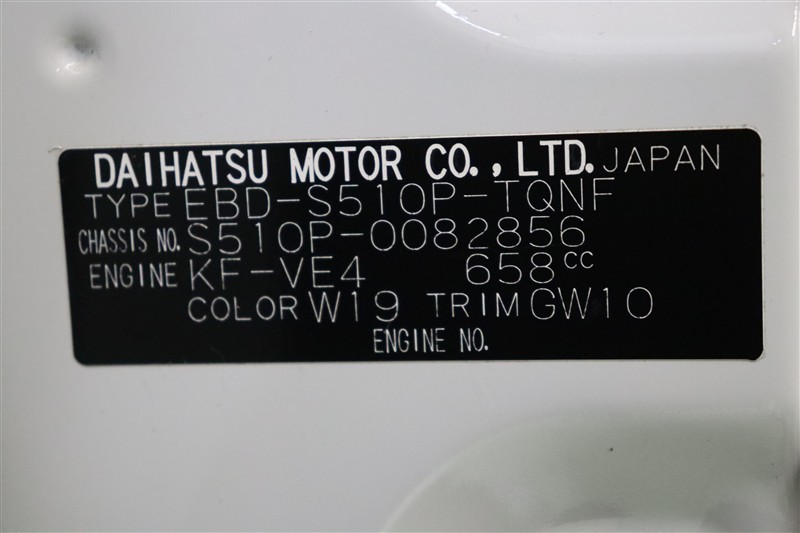 DAIHATSU MOTOR CO., LTD. JAPAN
TYPE EBD-S510P-TQNF
CHASSIS NO. S510P-0082856
ENGINE KF-VE4 658cc
COLOR W19 TRIM GW10
ENGINE NO.